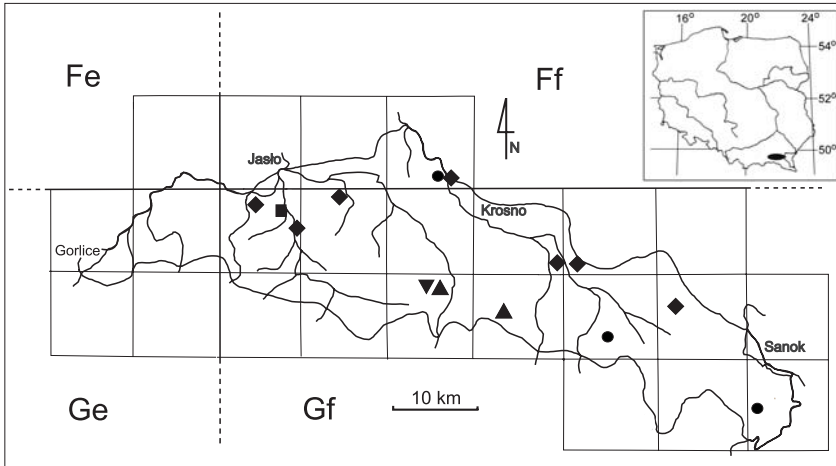 16° 20° 24°
54°
52°
50°
Fe
Ff
N
Jasło
Krosno
Gorlice
Sanok
Ge
Gf
10 km